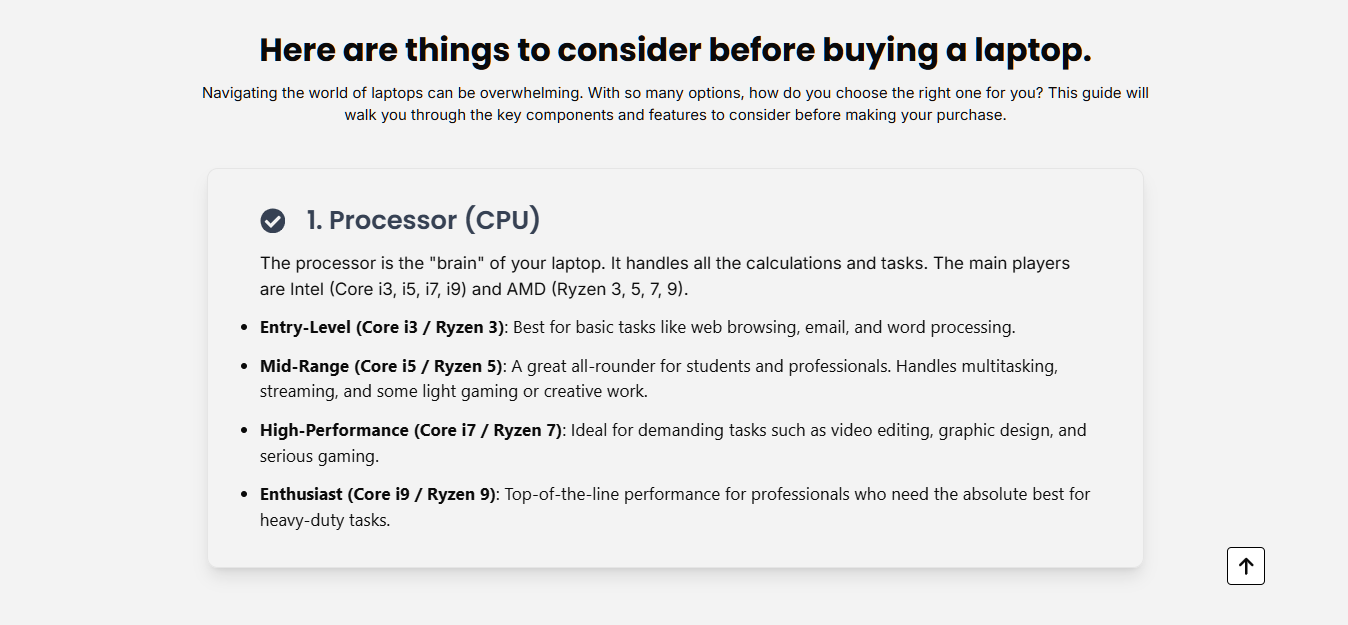 Here are things to consider before buying a laptop.
Navigating the world of laptops can be overwhelming. With so many options, how do you choose the right one for you? This guide will
walk you through the key components and features to consider before making your purchase.
1. Processor (CPU)
The processor is the "brain" of your laptop. It handles all the calculations and tasks. The main players
are Intel (Core i3, i5, i7, i9) and AMD (Ryzen 3, 5, 7, 9).
• Entry-Level (Core i3 / Ryzen 3): Best for basic tasks like web browsing, email, and word processing.
• Mid-Range (Core i5 / Ryzen 5): A great all-rounder for students and professionals. Handles multitasking,
streaming, and some light gaming or creative work.
• High-Performance (Core i7 / Ryzen 7): Ideal for demanding tasks such as video editing, graphic design, and
serious gaming.
• Enthusiast (Core i9 / Ryzen 9): Top-of-the-line performance for professionals who need the absolute best for
heavy-duty tasks.